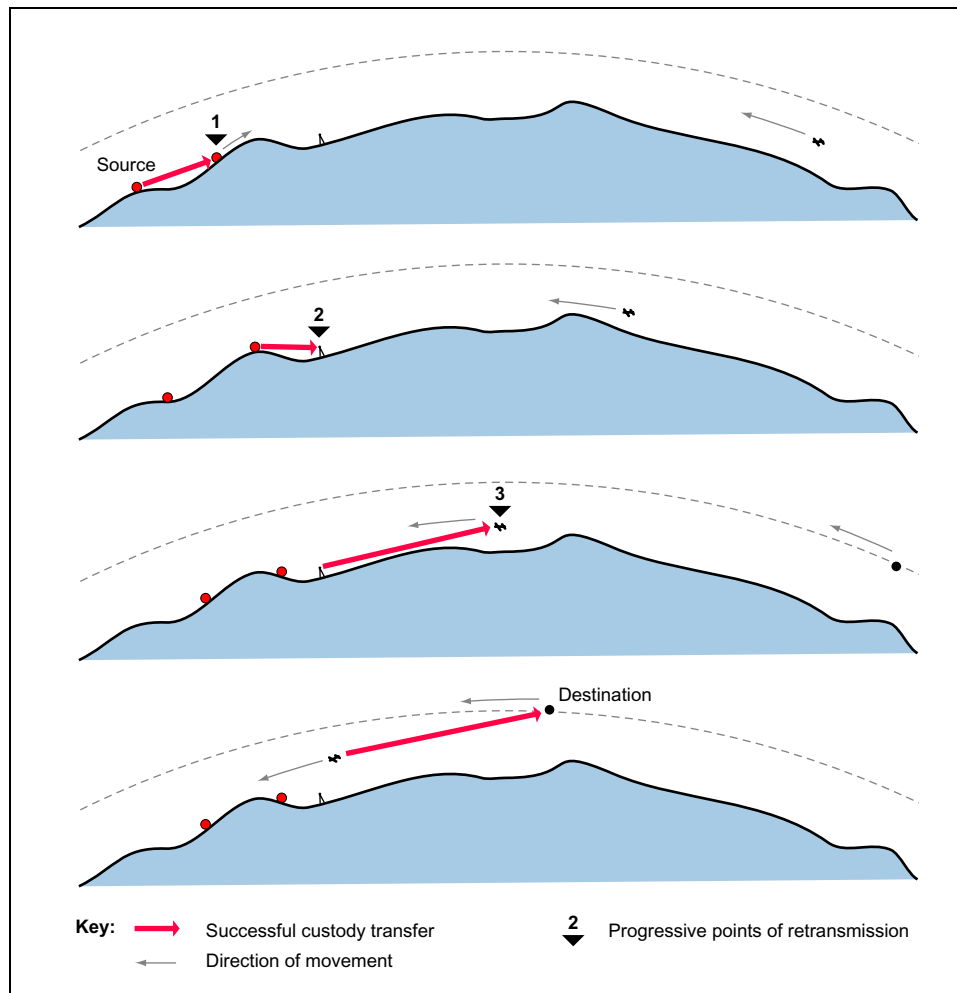 1
Source
2
3
Destination
Key:
Successful custody transfer
2
Progressive points of retransmission
Direction of movement